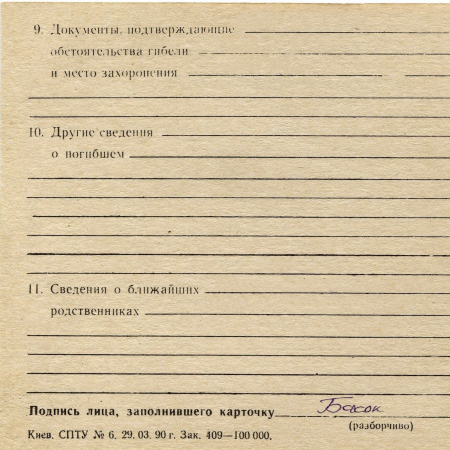 9. Документы, подтверждающие
обстоятельства гибели
и место захоронения
10. Другие сведения
о погибшем
11. Сведения о ближайших
родственниках
Подпись лица, заполнившего карточку
(разборчиво)
Киев. СПТУ № 6. 29. 03. 90 г. Зак. 409—100 000.